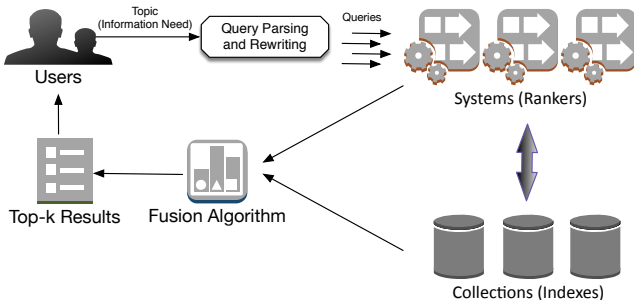 Topic
(Information Need)
Query Parsing
and Rewriting
Queries
Users
Systems (Rankers)
Top-k Results
Fusion Algorithm
Collections (Indexes)